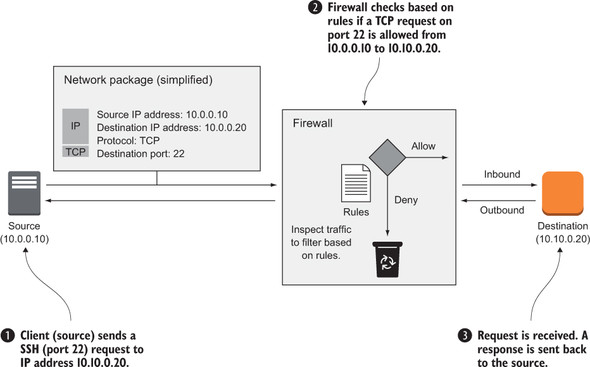 ❷ Firewall checks based on
rules if a TCP request on
port 22 is allowed from
10.0.0.10 to 10.10.0.20.
Network package (simplified)
IP
Source IP address: 10.0.0.10
Destination IP address: 10.0.0.20
Protocol: TCP
TCP
Destination port: 22
Firewall
Allow
Deny
Rules
Inspect traffic
to filter based
on rules.
Inbound
Outbound
Source
(10.0.0.10)
Destination
(10.10.0.20)
❶ Client (source) sends a
SSH (port 22) request to
IP address 10.10.0.20.
❸ Request is received. A
response is sent back
to the source.